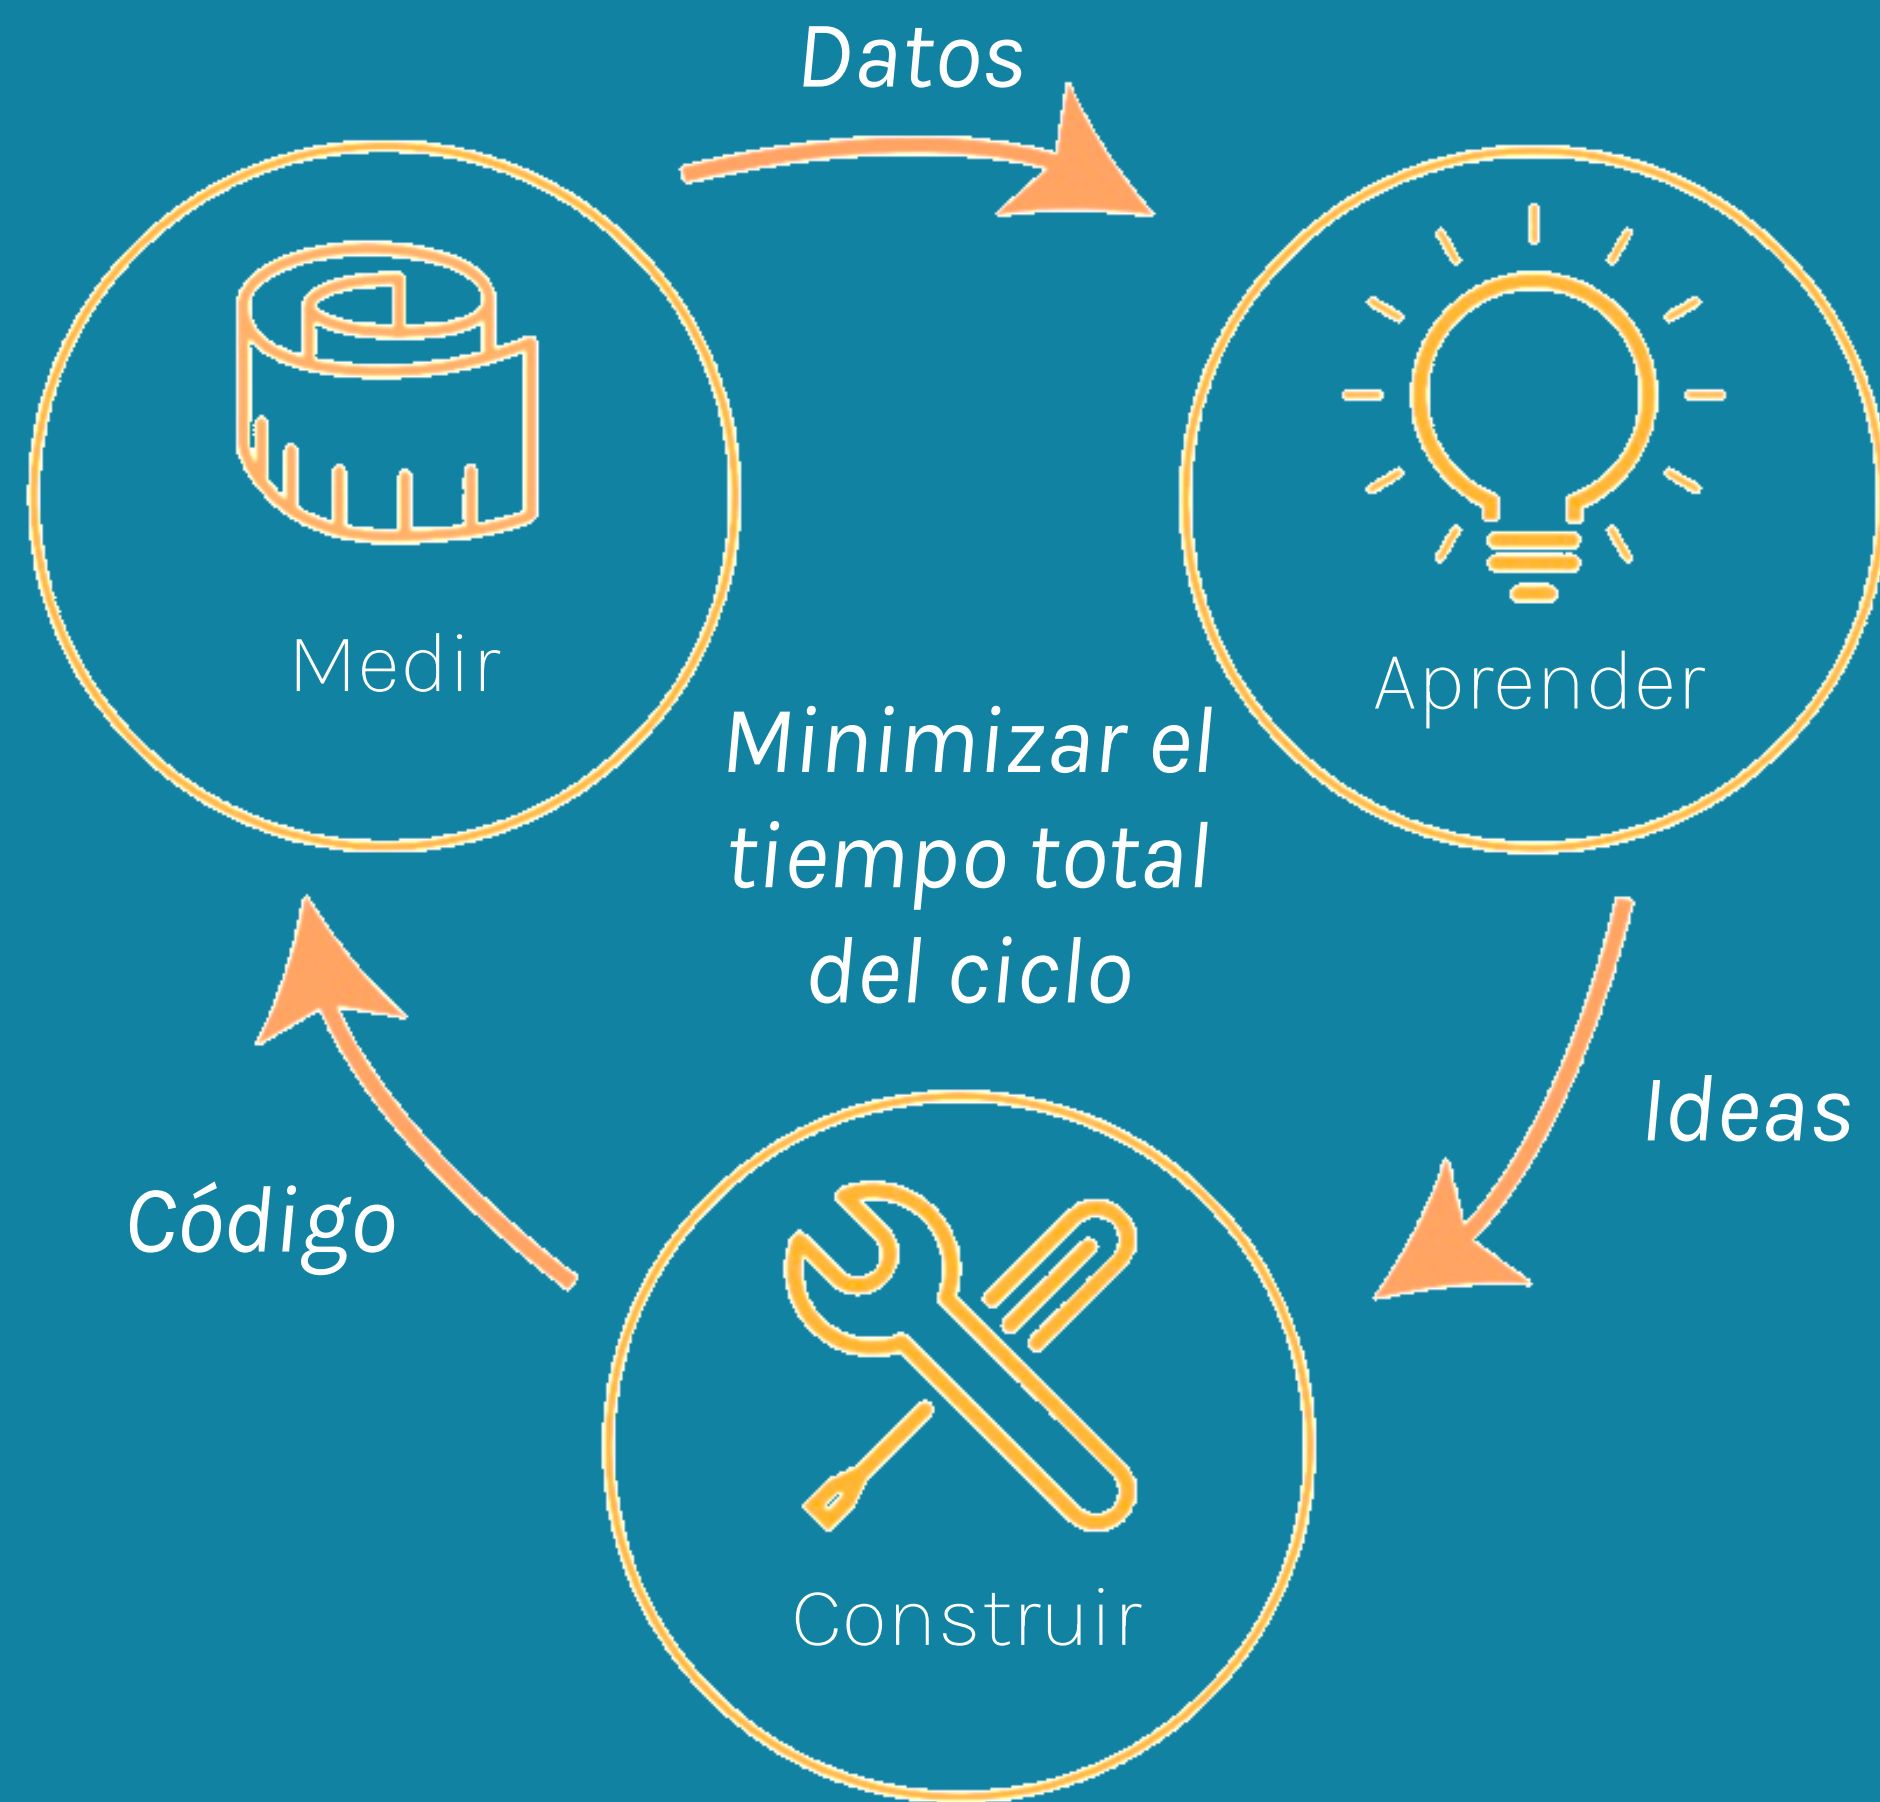 Datos
Medir
Aprender
Minimizar el
tiempo total
del ciclo
Ideas
Código
Construir